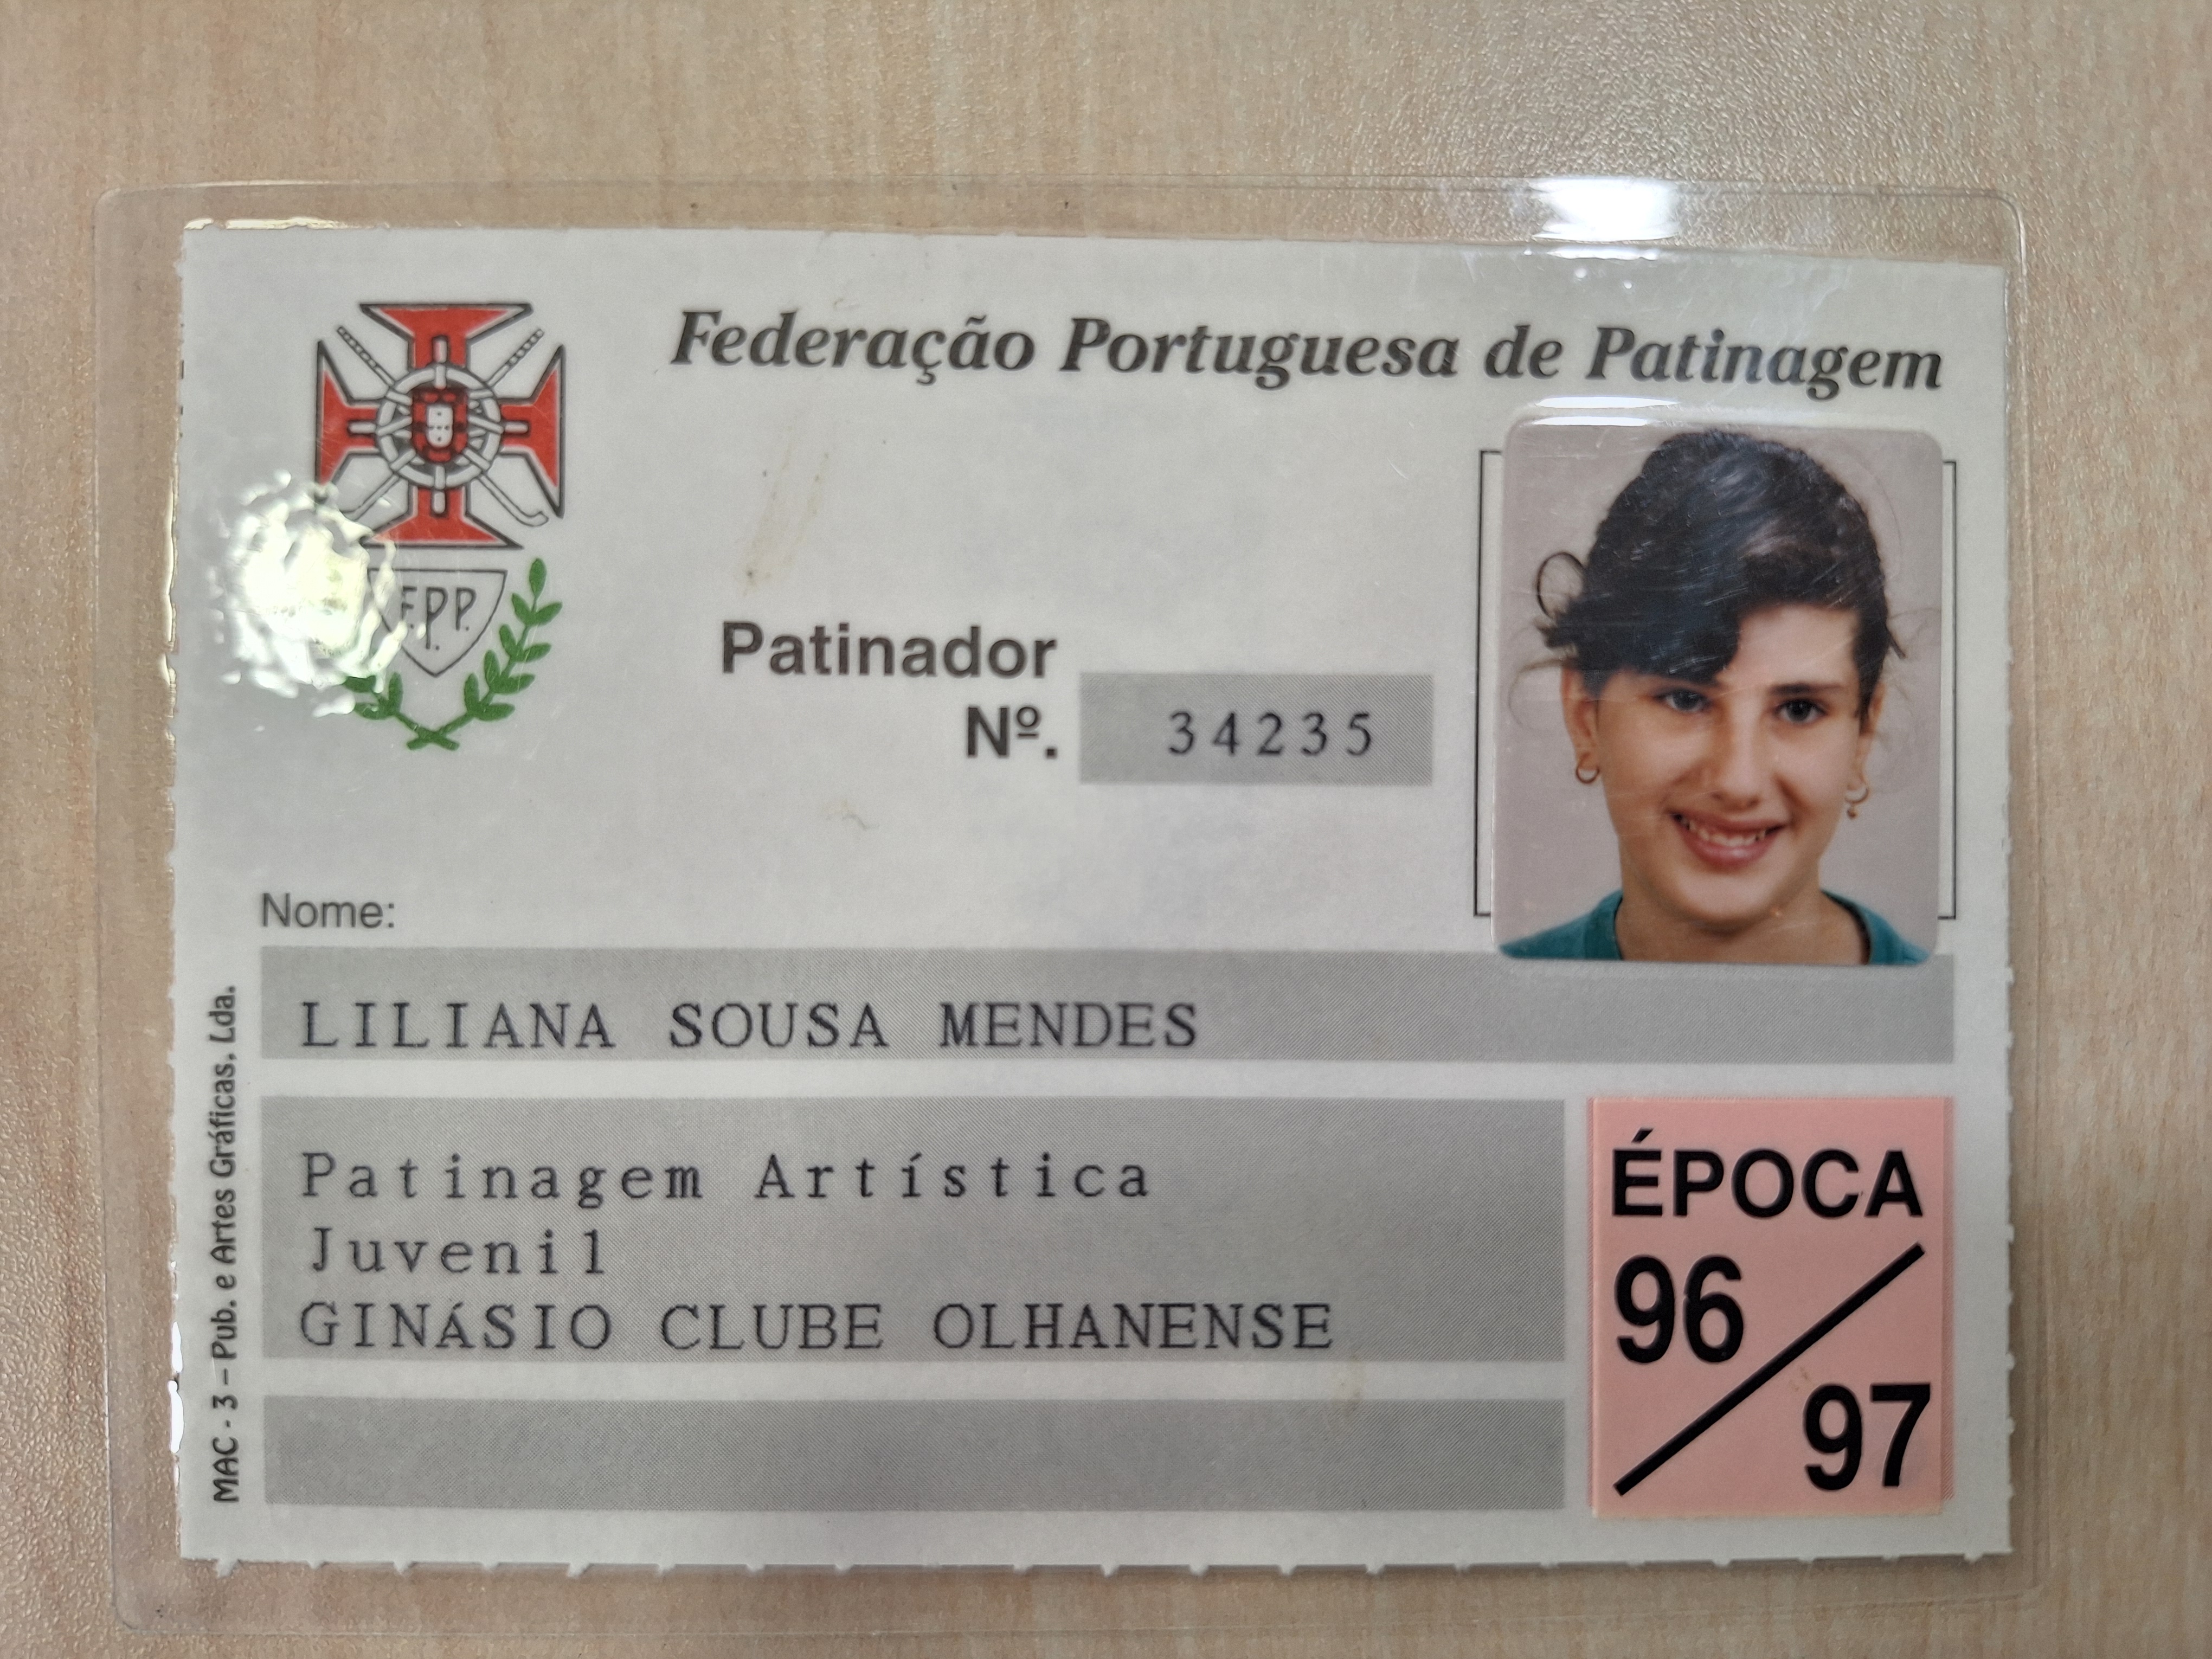 Federação Portuguesa de Patinagem
F.P.P.
Patinador
Nº. 34235
Nome:
LILIANA SOUSA MENDES
Patinagem Artística
Juvenil
GINÁSIO CLUBE OLHANENSE
ÉPOCA
96
97
MAC - 3 – Pub. e Artes Gráficas. Lda.